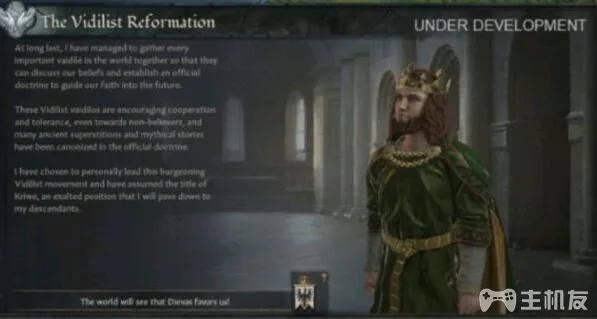 The Vidilist Reformation
UNDER DEVELOPMENT
At long last, I have managed to gather every
important vaidilė in the world together so that they
can discuss our beliefs and establish an official
doctrine to guide our faith into the future.
These Vidilist vaidilos are encouraging cooperation
and tolerance, even towards non-believers, and
many ancient superstitions and mythical stories
have been canonized in the official doctrine.
I have chosen to personally lead this burgeoning
Vidilist movement and have assumed the title of
Kriwe, an exalted position that I will pass down to
my descendants.
The world will see that Dievas favors us!
主机友